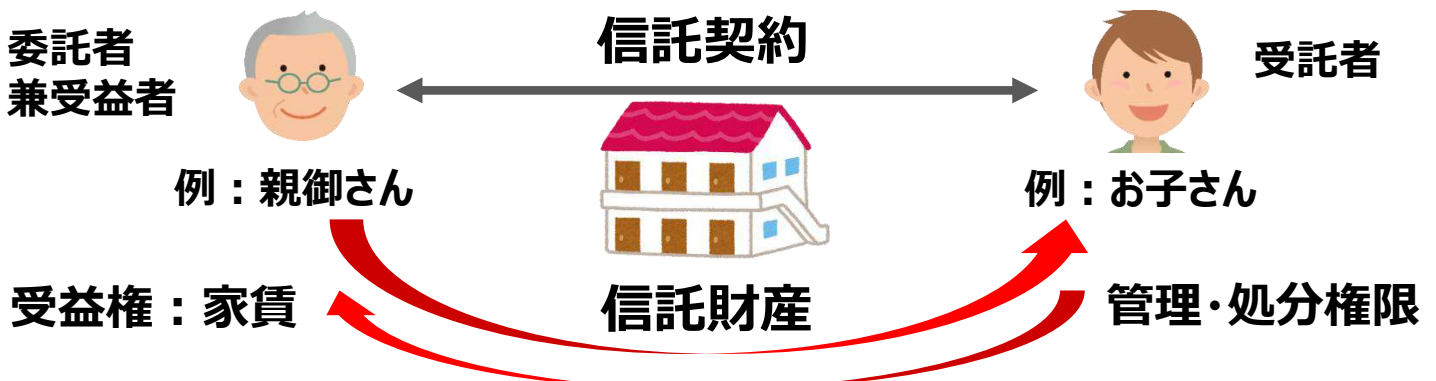 委託者
兼受益者
信託契約
受託者
例：親御さん
例：お子さん
受益権：家賃
信託財産
管理･処分権限